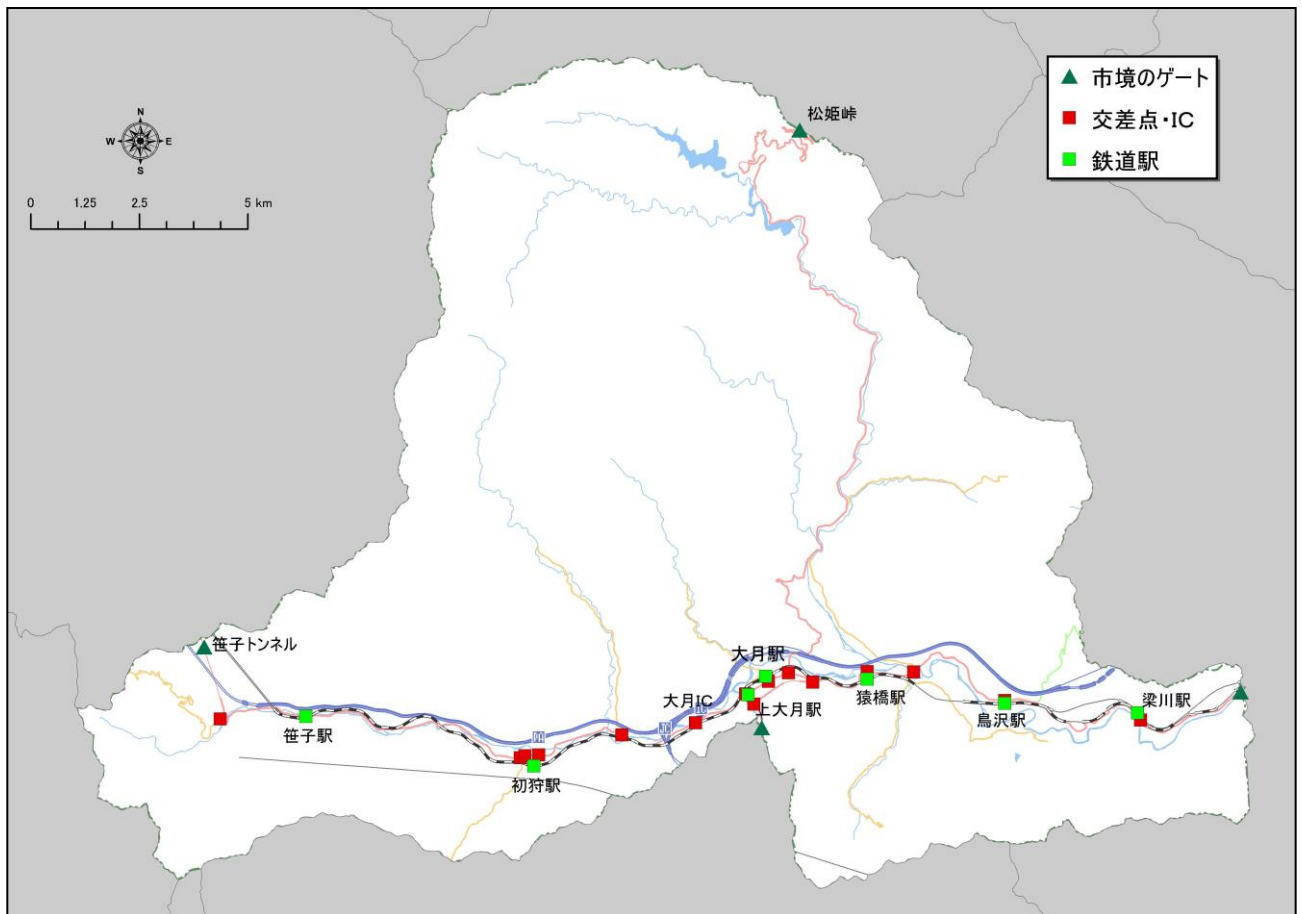 松姫峠
▲ 市境のゲート
■ 交差点・IC
■ 鉄道駅
N
W E
S
0 1.25 2.5 5 km
笹子トンネル
笹子駅
初狩駅
大月IC
大月駅
上大月駅
猿橋駅
鳥沢駅
梁川駅
JC